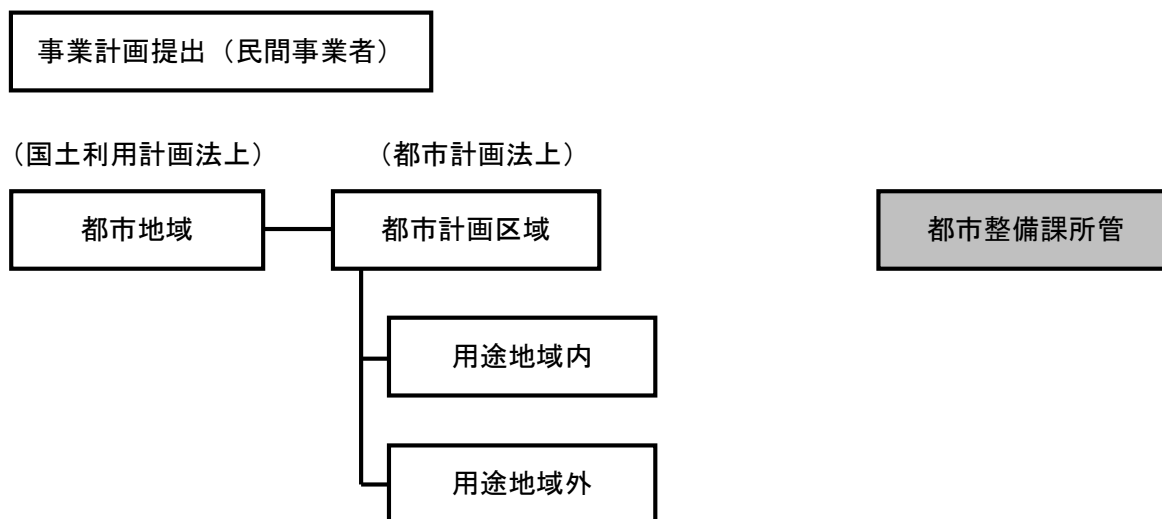 事業計画提出（民間事業者）
（国土利用計画法上）
（都市計画法上）
都市地域
都市計画区域
都市整備課所管
用途地域内
用途地域外